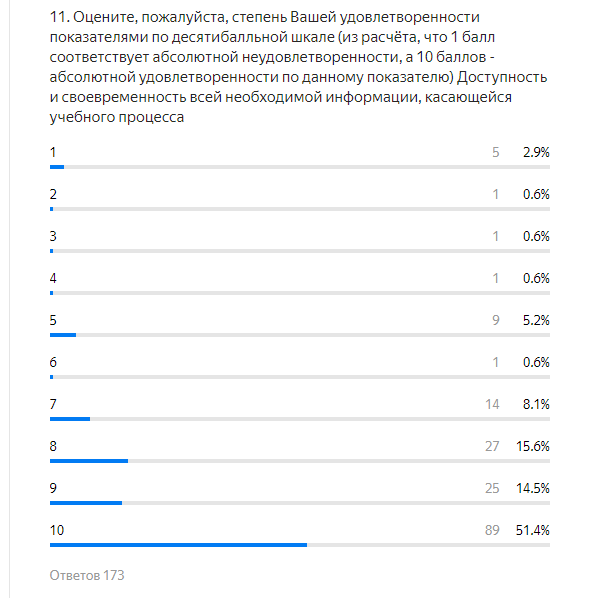 11. Оцените, пожалуйста, степень Вашей удовлетворенности
показателями по десятибалльной шкале (из расчёта, что 1 балл
соответствует абсолютной неудовлетворенности, а 10 баллов -
абсолютной удовлетворенности по данному показателю) Доступность
и своевременность всей необходимой информации, касающейся
учебного процесса
1 5 2.9%
2 1 0.6%
3 1 0.6%
4 1 0.6%
5 9 5.2%
6 1 0.6%
7 14 8.1%
8 27 15.6%
9 25 14.5%
10 89 51.4%
Ответов 173